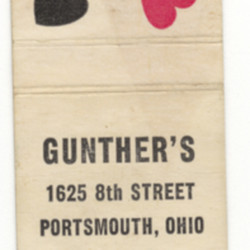 GUNTHER'S
1625 8th STREET
PORTSMOUTH, OHIO